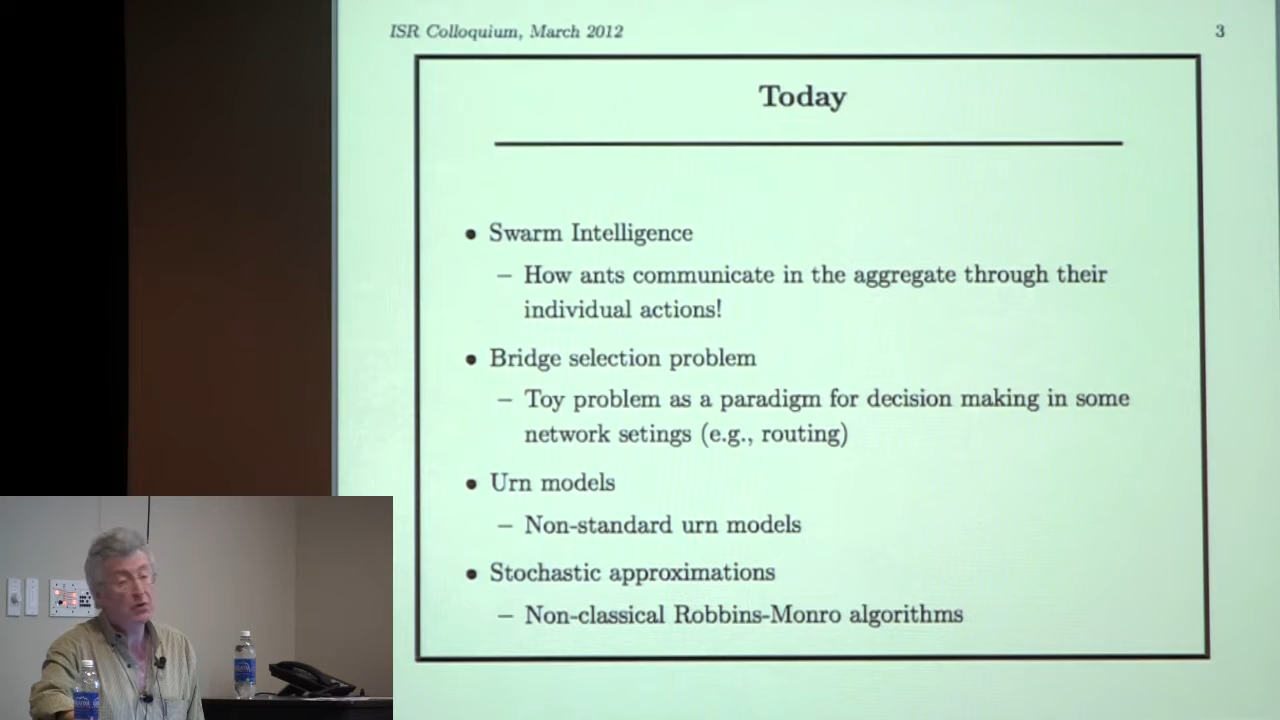 ISR Colloquium, March 2012
3
Today
• Swarm Intelligence
– How ants communicate in the aggregate through their
individual actions!
• Bridge selection problem
– Toy problem as a paradigm for decision making in some
network setings (e.g., routing)
• Urn models
– Non-standard urn models
• Stochastic approximations
– Non-classical Robbins-Monro algorithms